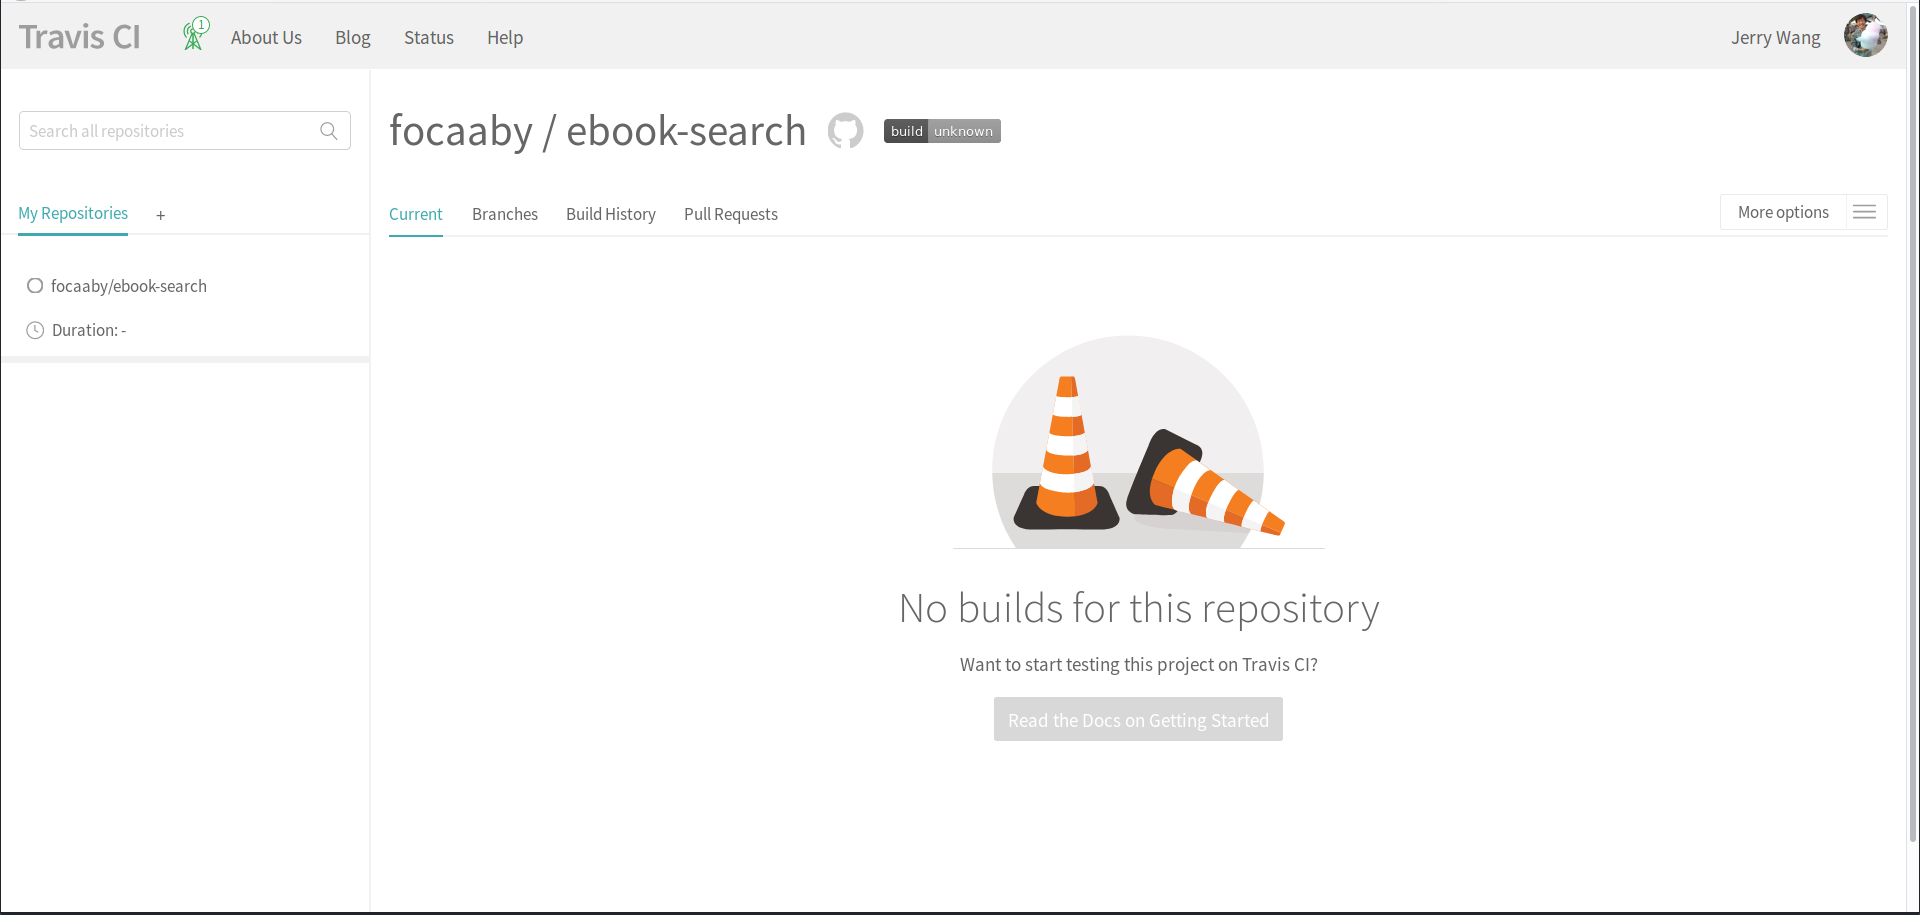 Travis CI
1
About Us Blog Status Help
Jerry Wang
Search all repositories
My Repositories +
focaaby/ebook-search
Duration: -
focaaby / ebook-search
build unknown
Current Branches Build History Pull Requests
More options
No builds for this repository
Want to start testing this project on Travis CI?
Read the Docs on Getting Started